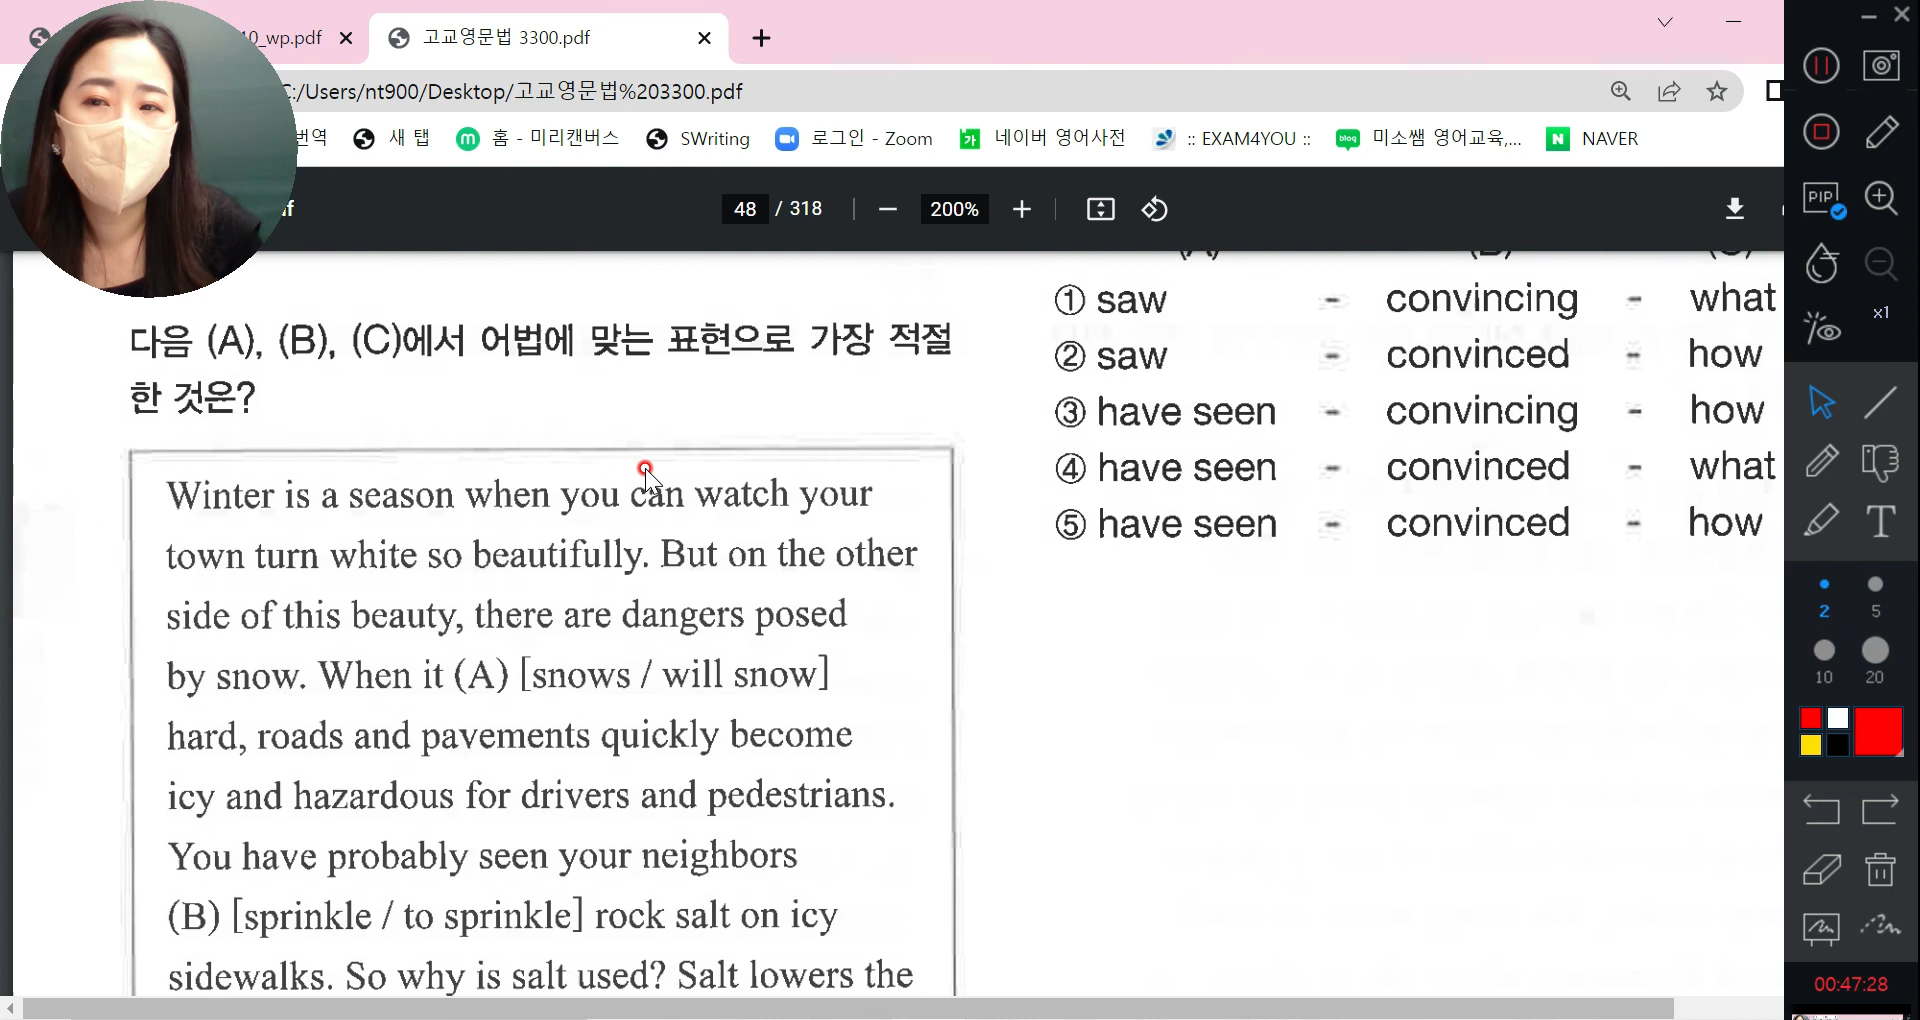 10_wp.pdf
고교영문법 3300.pdf
C:/Users/nt900/Desktop/고교영문법%203300.pdf
번역 새 탭 홈 - 미리캔버스 SWriting 로그인 - Zoom 네이버 영어사전 :: EXAM4YOU :: 미소쌤 영어교육,... NAVER
48 / 318 200%
다음 (A), (B), (C)에서 어법에 맞는 표현으로 가장 적절
한 것은?
Winter is a season when you can watch your
town turn white so beautifully. But on the other
side of this beauty, there are dangers posed
by snow. When it (A) [snows / will snow]
hard, roads and pavements quickly become
icy and hazardous for drivers and pedestrians.
You have probably seen your neighbors
(B) [sprinkle / to sprinkle] rock salt on icy
sidewalks. So why is salt used? Salt lowers the
① saw - convincing - what
② saw - convinced - how
③ have seen - convincing - how
④ have seen - convinced - what
⑤ have seen - convinced - how
PIP
x1
T
2 5
10 20
00:47:28